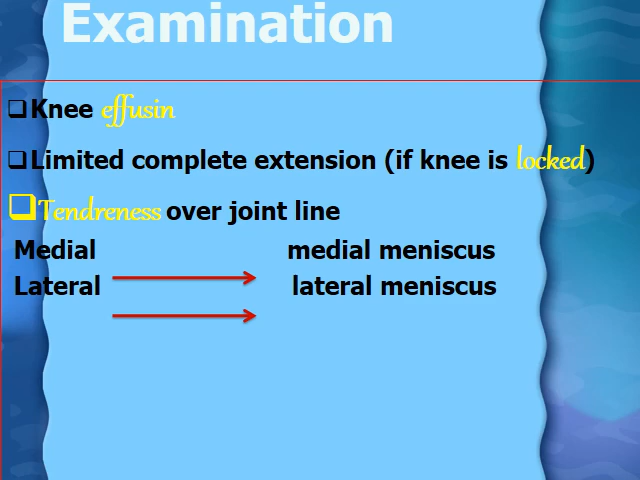 Examination
Knee effusin
Limited complete extension (if knee is locked)
Tendreness over joint line
Medial medial meniscus
Lateral lateral meniscus